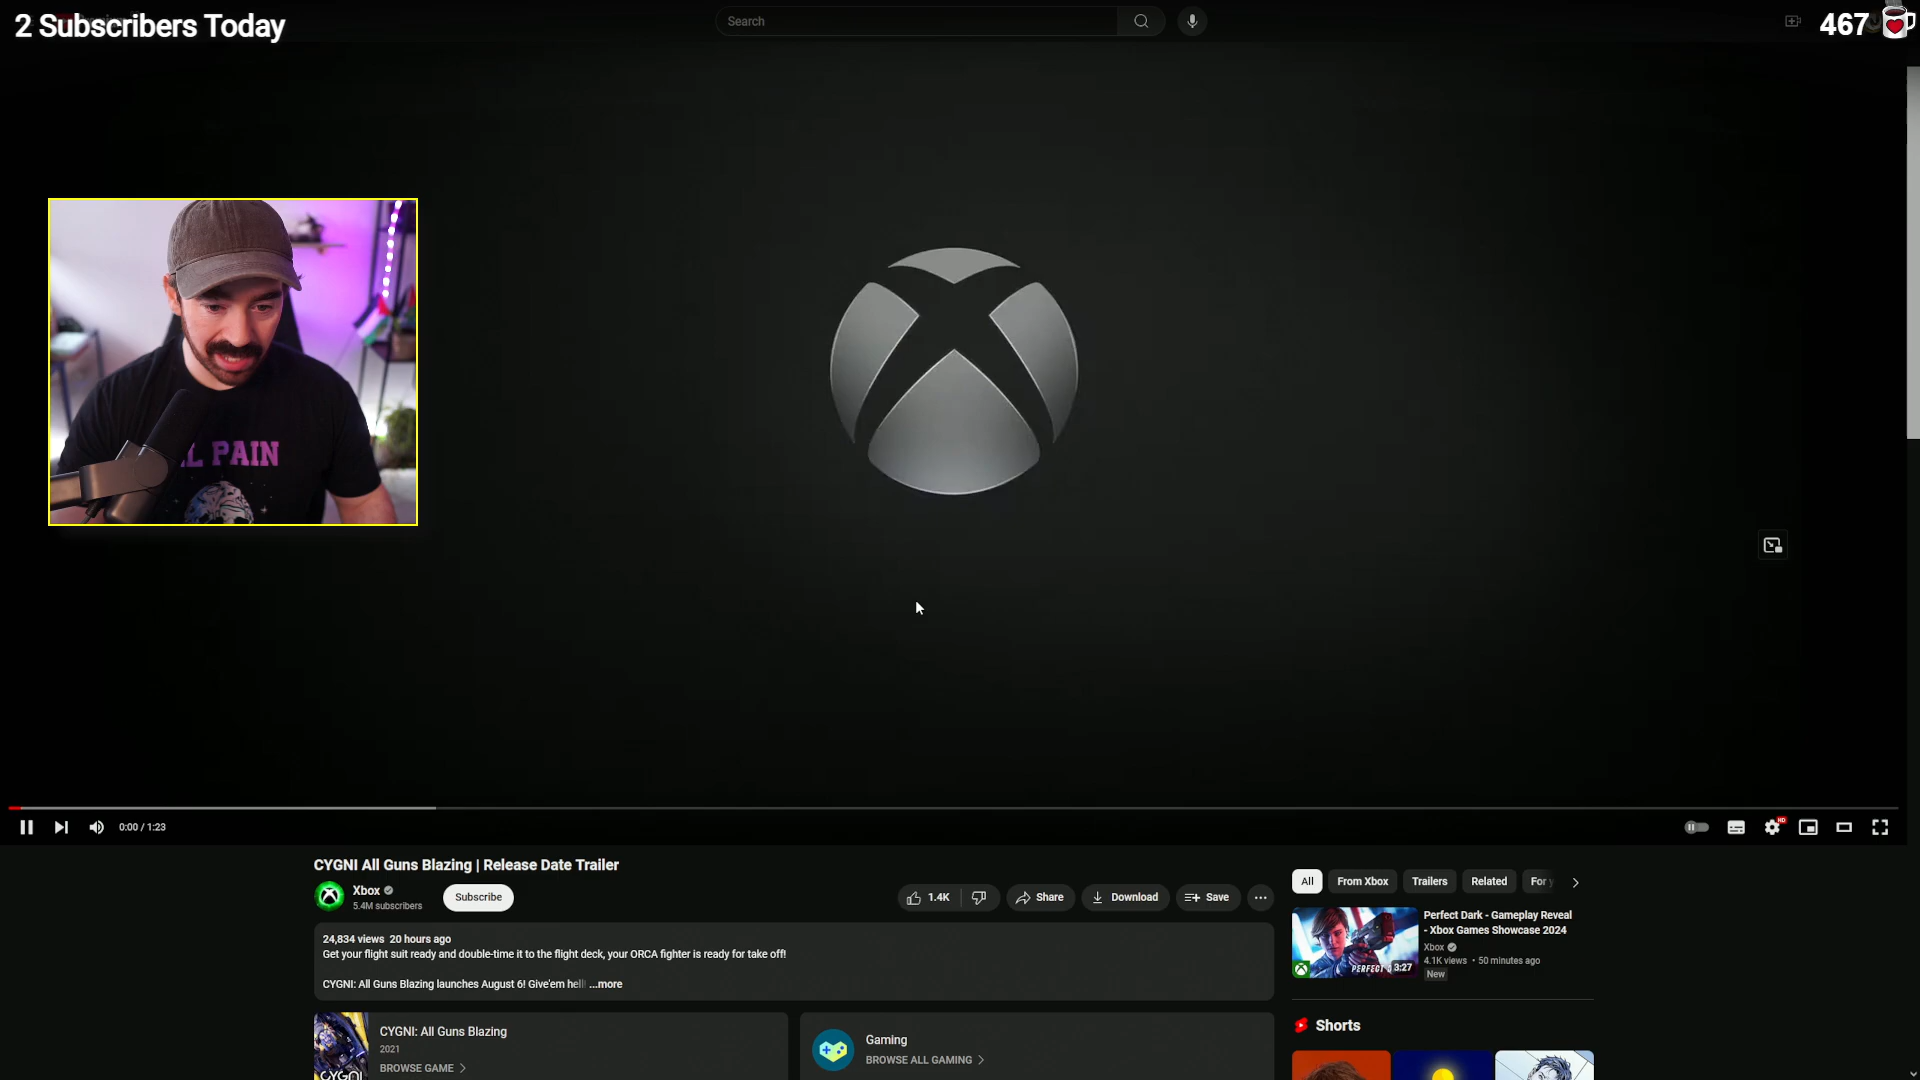 2 Subscribers Today
Search
467
L PAIN
0:00 / 1:23
HD
CYGNI All Guns Blazing | Release Date Trailer
Xbox
5.4M subscribers
Subscribe
1.4K
Share
Download
Save
24,834 views 20 hours ago
Get your flight suit ready and double-time it to the flight deck, your ORCA fighter is ready for take off!
CYGNI: All Guns Blazing launches August 6! Give'em hell! ...more
CYGNI: All Guns Blazing
2021
BROWSE GAME
CYGNI
Gaming
BROWSE ALL GAMING
All
From Xbox
Trailers
Related
For y
PERFECT D
3:27
Perfect Dark - Gameplay Reveal
- Xbox Games Showcase 2024
Xbox
4.1K views • 50 minutes ago
New
Shorts